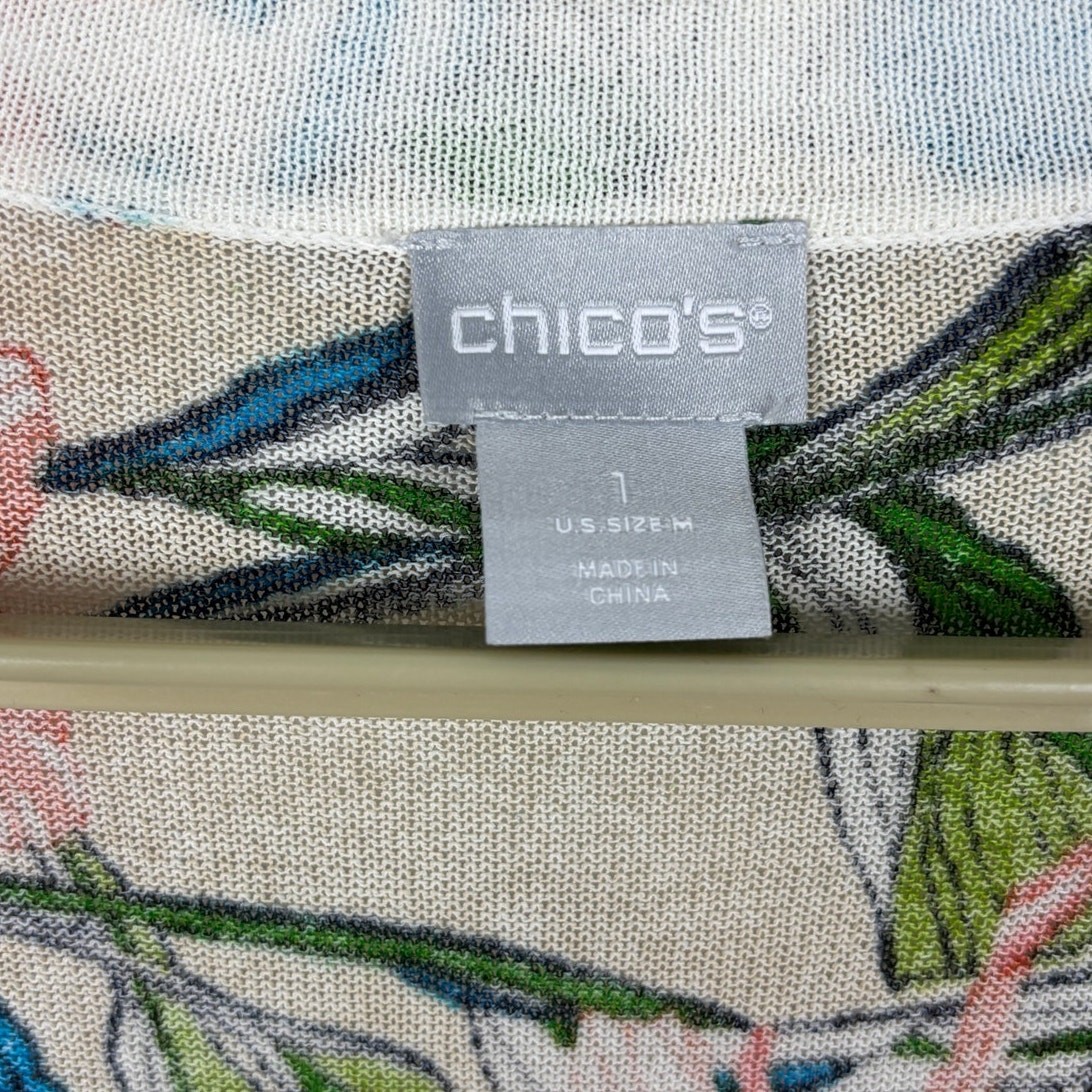 chico's®
1
U.S. SIZE M
MADE IN
CHINA